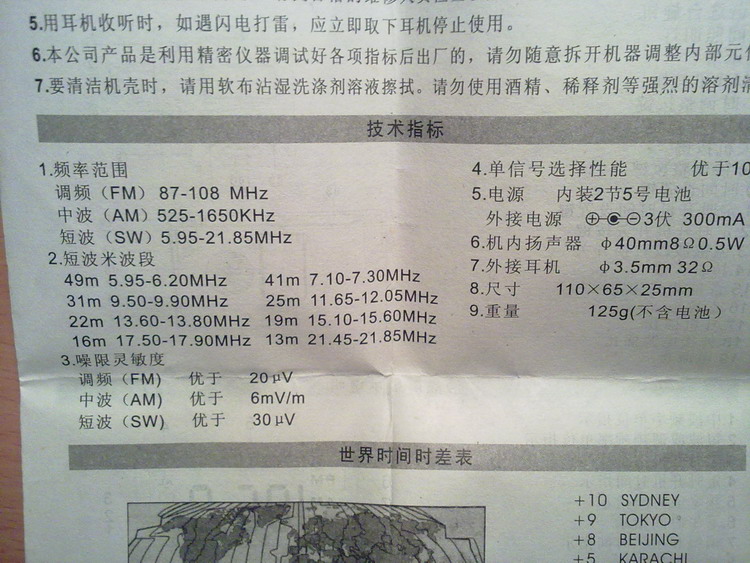 5.用耳机收听时，如遇闪电打雷，应立即取下耳机停止使用。
6.本公司产品是利用精密仪器调试好各项指标后出厂的，请勿随意拆开机器调整内部元
7.要清洁机壳时，请用软布沾湿洗涤剂溶液擦拭。请勿使用酒精、稀释剂等强烈的溶剂
技术指标
1.频率范围
调频（FM）87-108 MHz
中波（AM）525-1650KHz
短波（SW）5.95-21.85MHz
2.短波米波段
49m 5.95-6.20MHz 41m 7.10-7.30MHz
31m 9.50-9.90MHz 25m 11.65-12.05MHz
22m 13.60-13.80MHz 19m 15.10-15.60MHz
16m 17.50-17.90MHz 13m 21.45-21.85MHz
3.噪限灵敏度
调频（FM) 优于 20μV
中波（AM) 优于 6mV/m
短波（SW) 优于 30μV
4.单信号选择性能 优于10
5.电源 内装2节5号电池
外接电源 ⊕-⦿-⊖3伏 300mA
6.机内扬声器 φ40mm8Ω0.5W
7.外接耳机 φ3.5mm 32Ω
8.尺寸 110×65×25mm
9.重量 125g(不含电池）
世界时间时差表
+10 SYDNEY
+9 TOKYO
+8 BEIJING
+5 KARACHI